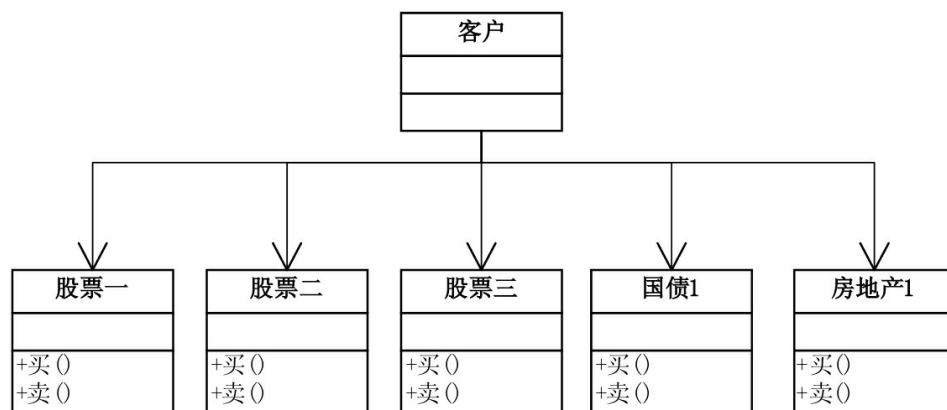 客户
股票一
股票二
股票三
国债1
房地产1
+买()
+卖()
+买()
+卖()
+买()
+卖()
+买()
+卖()
+买()
+卖()